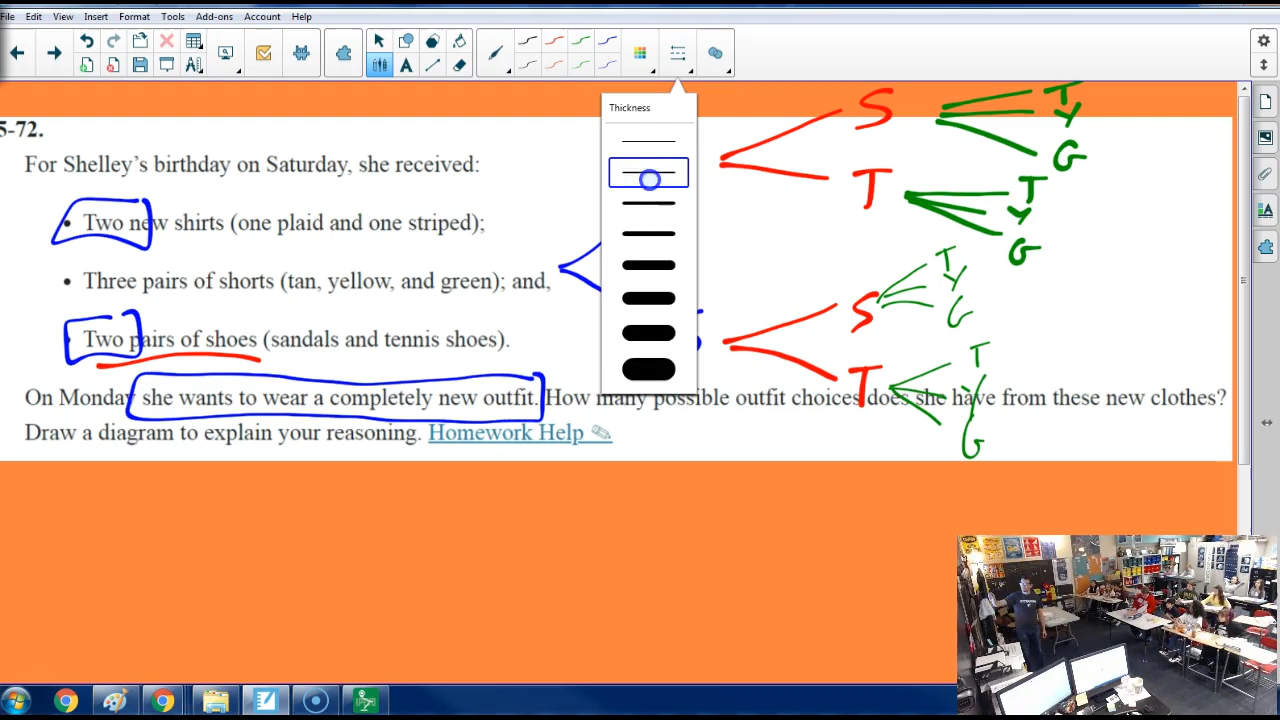 File Edit View Insert Format Tools Add-ons Account Help
Thickness
5-72.
For Shelley's birthday on Saturday, she received:
• Two new shirts (one plaid and one striped);
• Three pairs of shorts (tan, yellow, and green); and,
• Two pairs of shoes (sandals and tennis shoes).
On Monday she wants to wear a completely new outfit. How many possible outfit choices does she have from these new clothes?
Draw a diagram to explain your reasoning. Homework Help
S
T
Y
G
T
T
Y
G
S
T
Y
G
T
T
Y
G